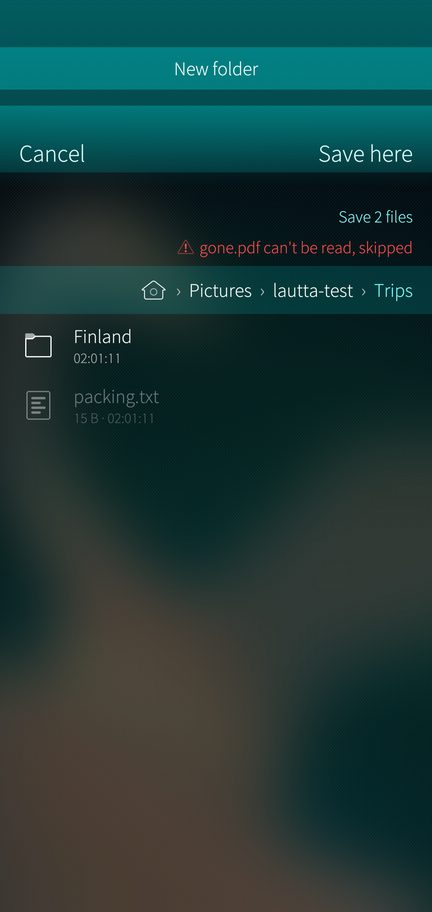 New folder
Cancel
Save here
Save 2 files
gone.pdf can't be read, skipped
› Pictures › lautta-test › Trips
Finland
02:01:11
packing.txt
15 B · 02:01:11